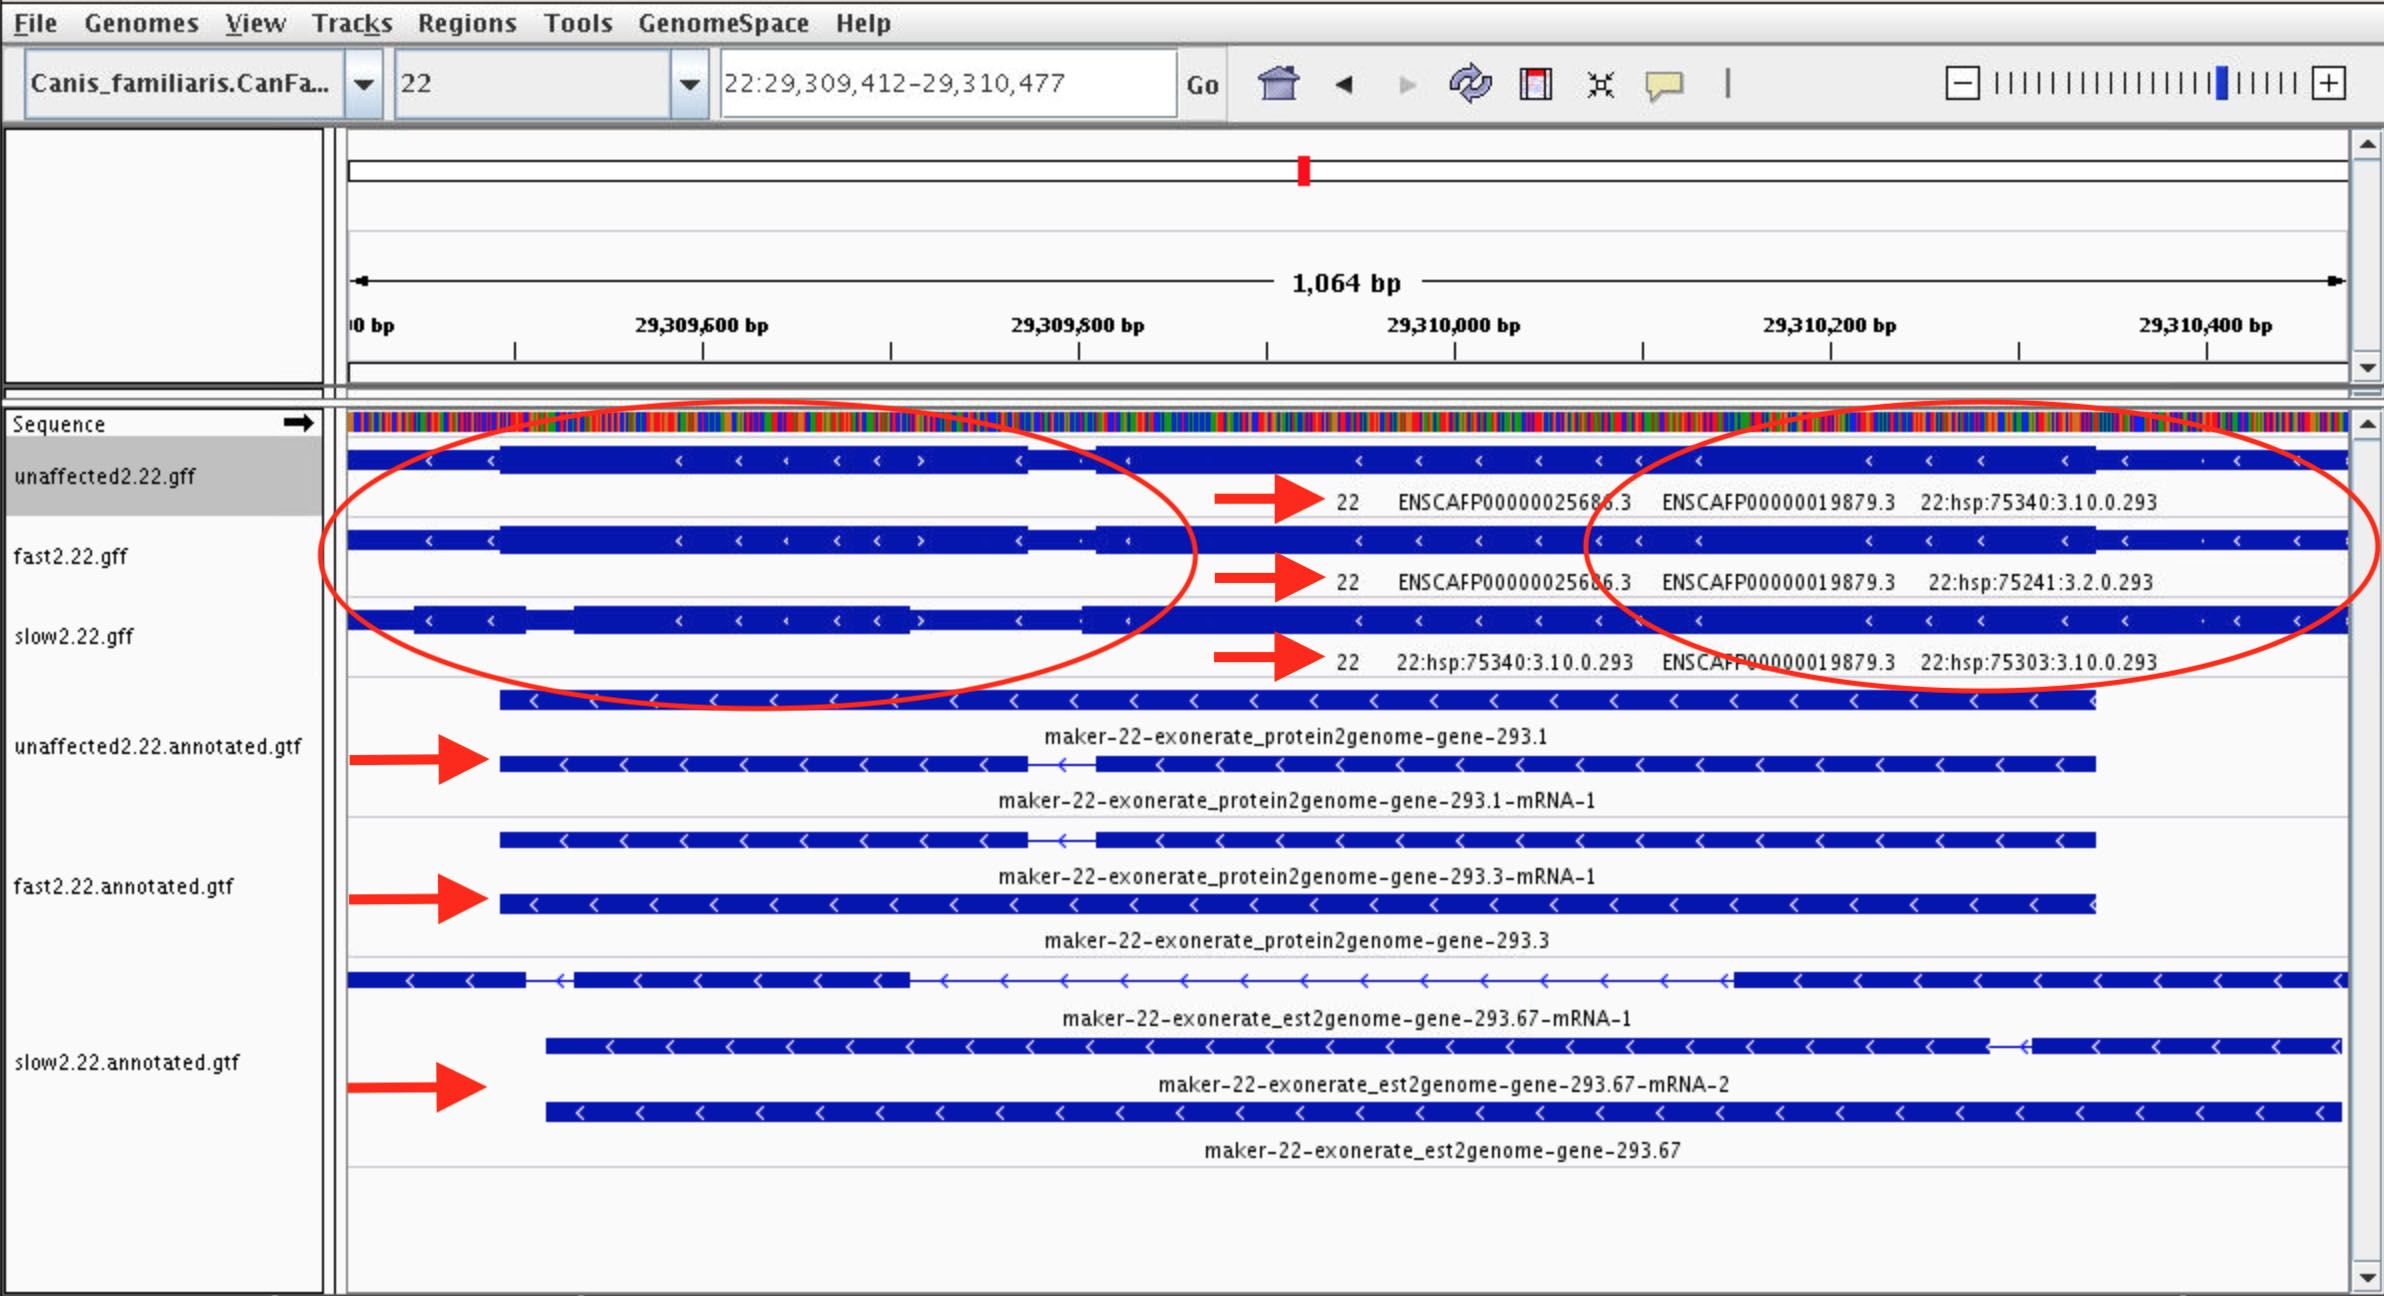 File Genomes View Tracks Regions Tools GenomeSpace Help
Canis_familiaris.CanFa... 22 22:29,309,412-29,310,477 Go
1,064 bp
0 bp 29,309,600 bp 29,309,800 bp 29,310,000 bp 29,310,200 bp 29,310,400 bp
Sequence
unaffected2.22.gff
22 ENSCAFP00000025686.3 ENSCAFP00000019879.3 22:hsp:75340:3.10.0.293
fast2.22.gff
22 ENSCAFP00000025686.3 ENSCAFP00000019879.3 22:hsp:75241:3.2.0.293
slow2.22.gff
22 22:hsp:75340:3.10.0.293 ENSCAFP00000019879.3 22:hsp:75303:3.10.0.293
unaffected2.22.annotated.gtf
maker-22-exonerate_protein2genome-gene-293.1
maker-22-exonerate_protein2genome-gene-293.1-mRNA-1
fast2.22.annotated.gtf
maker-22-exonerate_protein2genome-gene-293.3-mRNA-1
maker-22-exonerate_protein2genome-gene-293.3
slow2.22.annotated.gtf
maker-22-exonerate_est2genome-gene-293.67-mRNA-1
maker-22-exonerate_est2genome-gene-293.67-mRNA-2
maker-22-exonerate_est2genome-gene-293.67